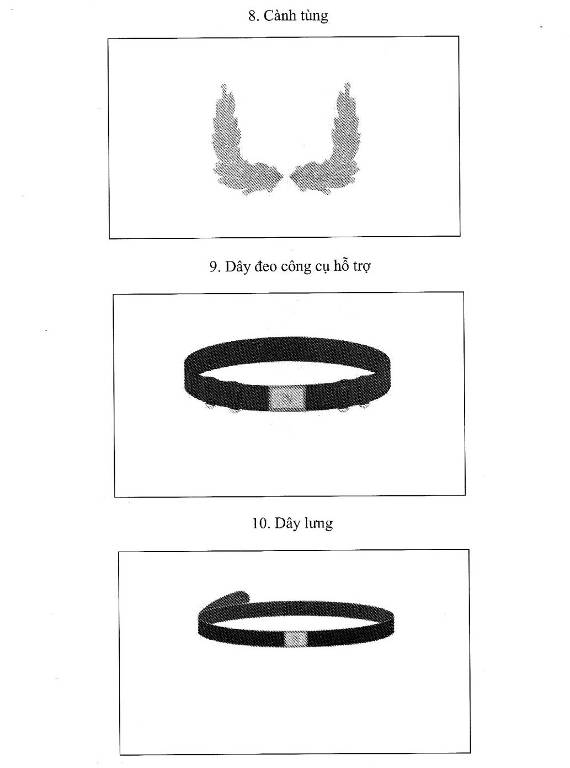 8. Cành tùng
9. Dây đeo công cụ hỗ trợ
10. Dây lưng